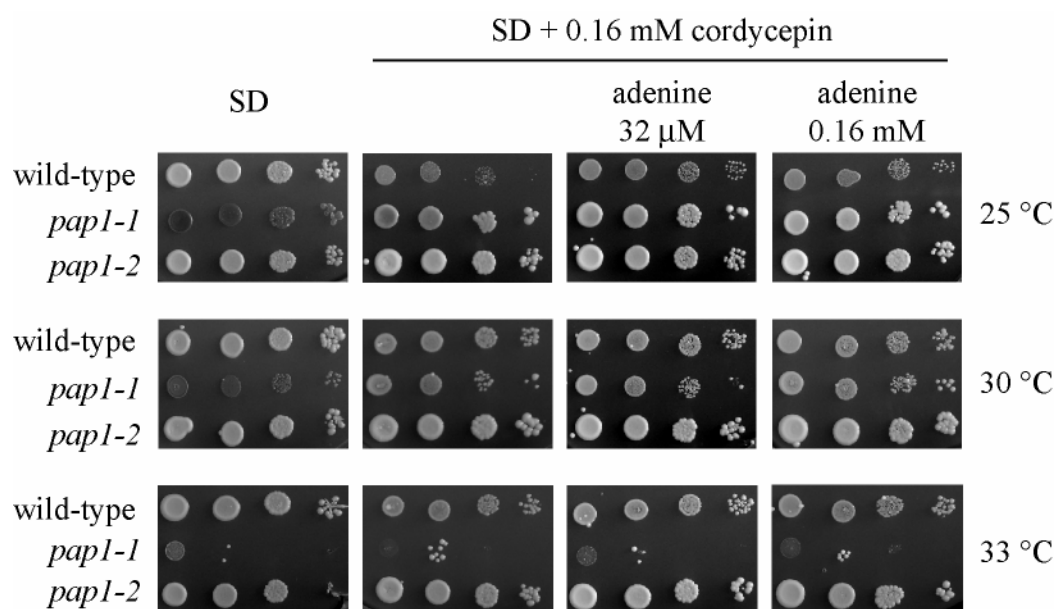 SD + 0.16 mM cordycepin
SD
adenine
32 μM
adenine
0.16 mM
wild-type
pap1-1
pap1-2
25 °C
wild-type
pap1-1
pap1-2
30 °C
wild-type
pap1-1
pap1-2
33 °C